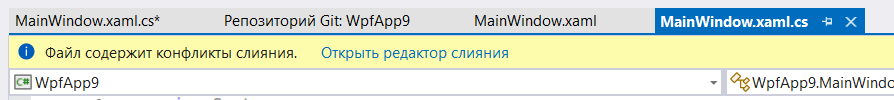 MainWindow.xaml.cs* Репозиторий Git: WpfApp9 MainWindow.xaml MainWindow.xaml.cs
Файл содержит конфликты слияния. Открыть редактор слияния
C# WpfApp9 WpfApp9.MainWindo